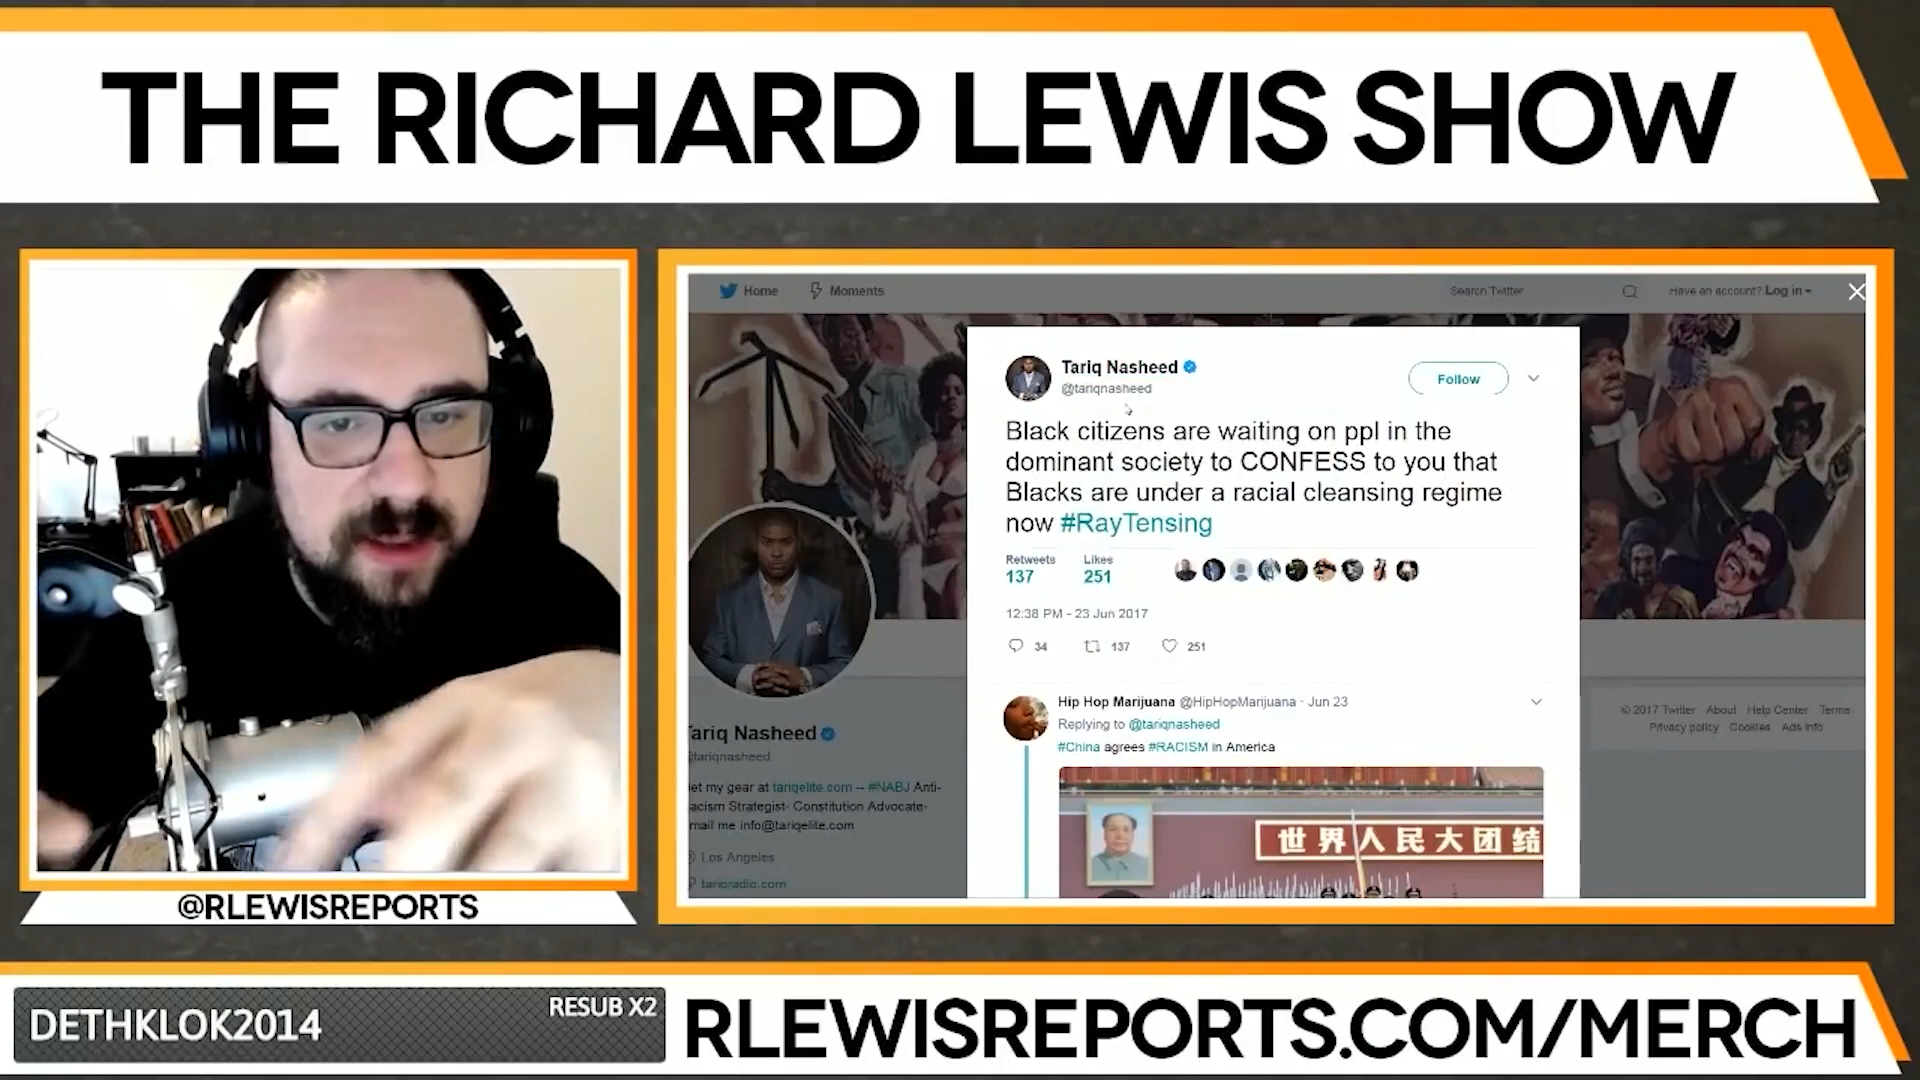 THE RICHARD LEWIS SHOW
Home
Moments
Search Twitter
Have an account? Log in
Tariq Nasheed
@tariqnasheed
Follow
Black citizens are waiting on ppl in the
dominant society to CONFESS to you that
Blacks are under a racial cleansing regime
now #RayTensing
Retweets
Likes
137
251
12:38 PM - 23 Jun 2017
34
137
251
Hip Hop Marijuana @HipHopMarijuana · Jun 23
Replying to @tariqnasheed
#China agrees #RACISM in America
世界人民大团结
Tariq Nasheed
@tariqnasheed
et my gear at tariqelite.com -- #NABJ Anti-
acism Strategist- Constitution Advocate-
mail me info@tariqelite.com
Los Angeles
tariqradio.com
© 2017 Twitter About Help Center Terms
Privacy policy Cookies Ads info
@RLEWISREPORTS
DETHKLOK2014
RESUB X2
RLEWISREPORTS.COM/MERCH